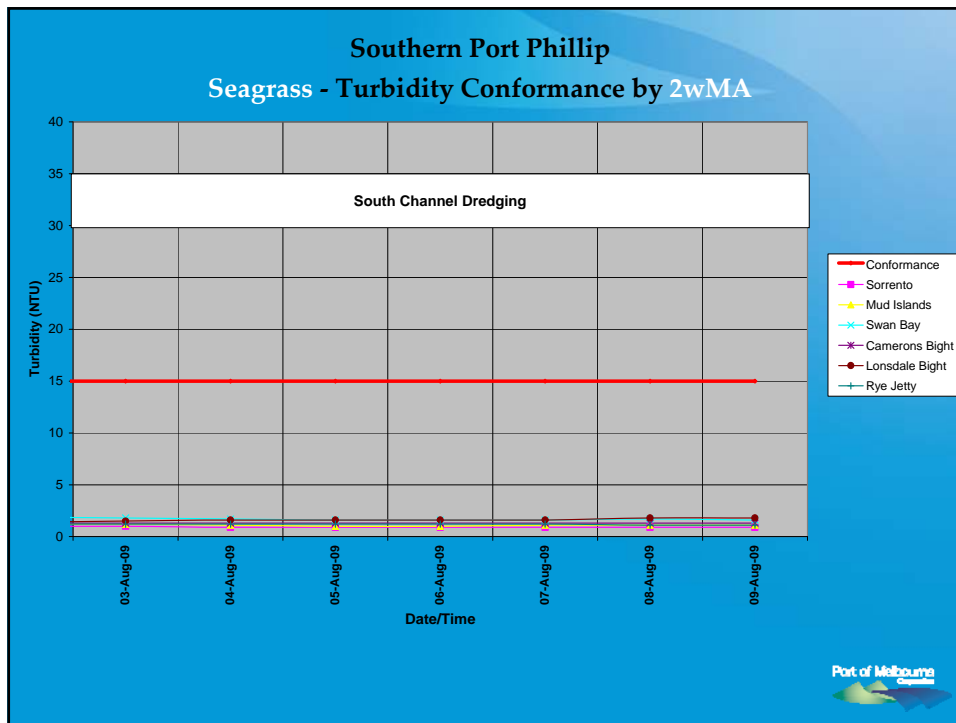 Southern Port Phillip
Seagrass - Turbidity Conformance by 2wMA
40
35
30
25
20
15
10
5
0
Turbidity (NTU)
South Channel Dredging
03-Aug-09
04-Aug-09
05-Aug-09
06-Aug-09
07-Aug-09
08-Aug-09
09-Aug-09
Date/Time
Conformance
Sorrento
Mud Islands
Swan Bay
Camerons Bight
Lonsdale Bight
Rye Jetty
Port of Melbourne
Corporation